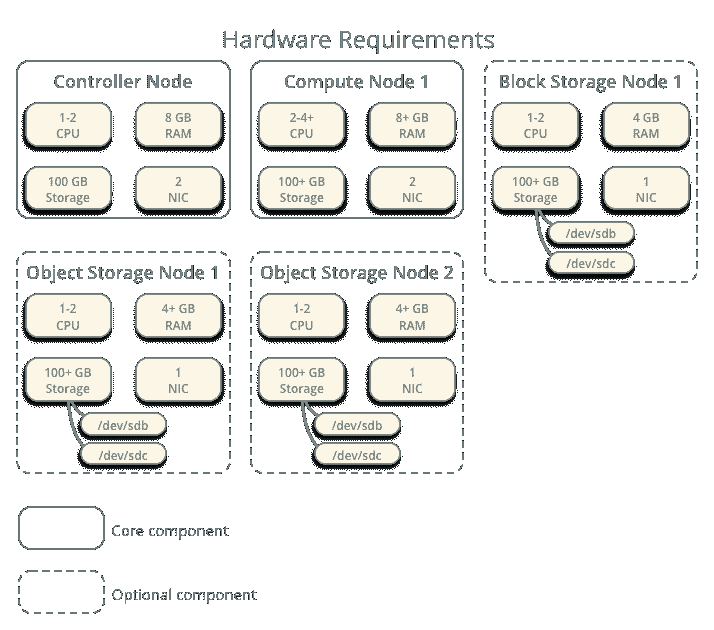 Hardware Requirements
Controller Node
1-2
CPU
8 GB
RAM
100 GB
Storage
2
NIC
Compute Node 1
2-4+
CPU
8+ GB
RAM
100+ GB
Storage
2
NIC
Block Storage Node 1
1-2
CPU
4 GB
RAM
100+ GB
Storage
1
NIC
/dev/sdb
/dev/sdc
Object Storage Node 1
1-2
CPU
4+ GB
RAM
100+ GB
Storage
1
NIC
/dev/sdb
/dev/sdc
Object Storage Node 2
1-2
CPU
4+ GB
RAM
100+ GB
Storage
1
NIC
/dev/sdb
/dev/sdc
Core component
Optional component